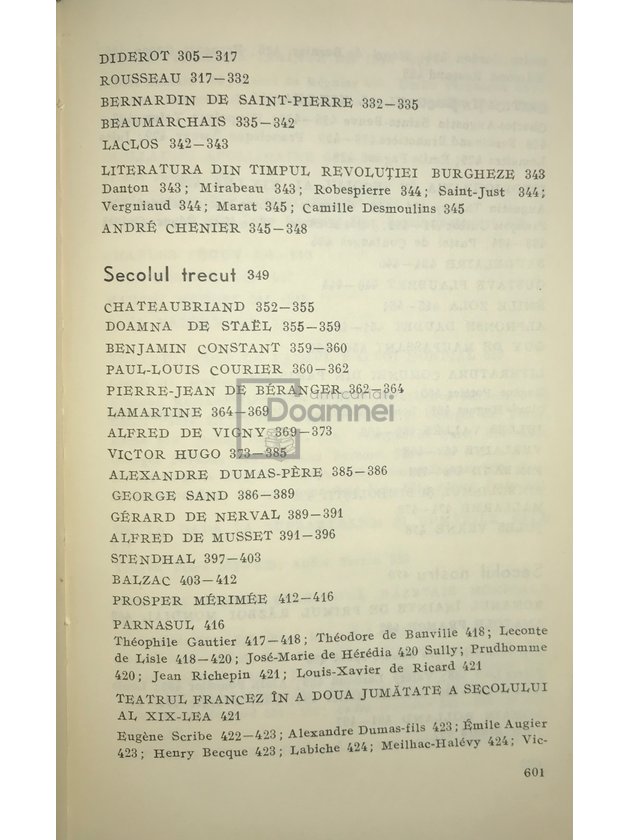 DIDEROT 305—317
ROUSSEAU 317—332
BERNARDIN DE SAINT-PIERRE 332—335
BEAUMARCHAIS 335—342
LACLOS 342—343
LITERATURA DIN TIMPUL REVOLUȚIEI BURGHEZE 343
Danton 343; Mirabeau 343; Robespierre 344; Saint-Just 344;
Vergniaud 344; Marat 345; Camille Desmoulins 345
ANDRÉ CHENIER 345—348
Secolul trecut 349
CHATEAUBRIAND 352—355
DOAMNA DE STAËL 355—359
BENJAMIN CONSTANT 359—360
PAUL-LOUIS COURIER 360—362
PIERRE-JEAN DE BÉRANGER 362—364
anticariat
LAMARTINE 364—369
Doamnei
ALFRED DE VIGNY 369—373
VICTOR HUGO 373—385
ALEXANDRE DUMAS-PÈRE 385—386
GEORGE SAND 386—389
GÉRARD DE NERVAL 389—391
ALFRED DE MUSSET 391—396
STENDHAL 397—403
BALZAC 403—412
PROSPER MÉRIMÉE 412—416
PARNASUL 416
Théophile Gautier 417—418; Théodore de Banville 418; Leconte
de Lisle 418—420; José-Marie de Hérédia 420 Sully; Prudhomme
420; Jean Richepin 421; Louis-Xavier de Ricard 421
TEATRUL FRANCEZ ÎN A DOUA JUMĂTATE A SECOLULUI
AL XIX-LEA 421
Eugène Scribe 422—423; Alexandre Dumas-fils 423; Émile Augier
423; Henry Becque 423; Labiche 424; Meilhac-Halévy 424; Vic-
601